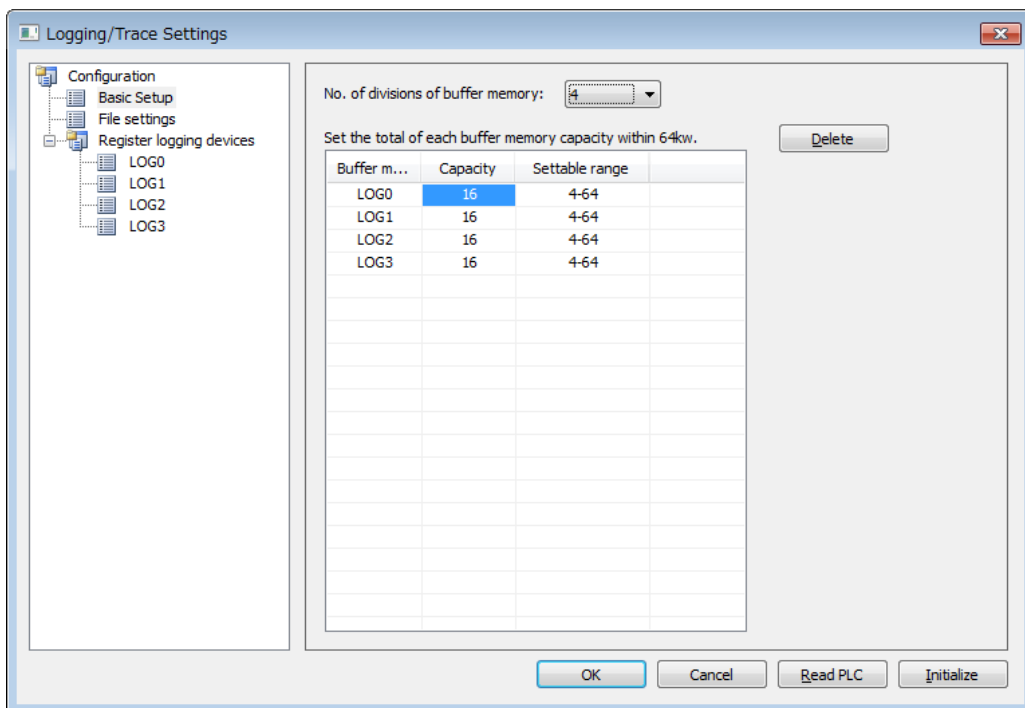 Logging/Trace Settings
Configuration
Basic Setup
File settings
Register logging devices
LOG0
LOG1
LOG2
LOG3
No. of divisions of buffer memory: 4
Set the total of each buffer memory capacity within 64kw.
Delete
Buffer m... Capacity Settable range
LOG0 16 4-64
LOG1 16 4-64
LOG2 16 4-64
LOG3 16 4-64
OK Cancel Read PLC Initialize